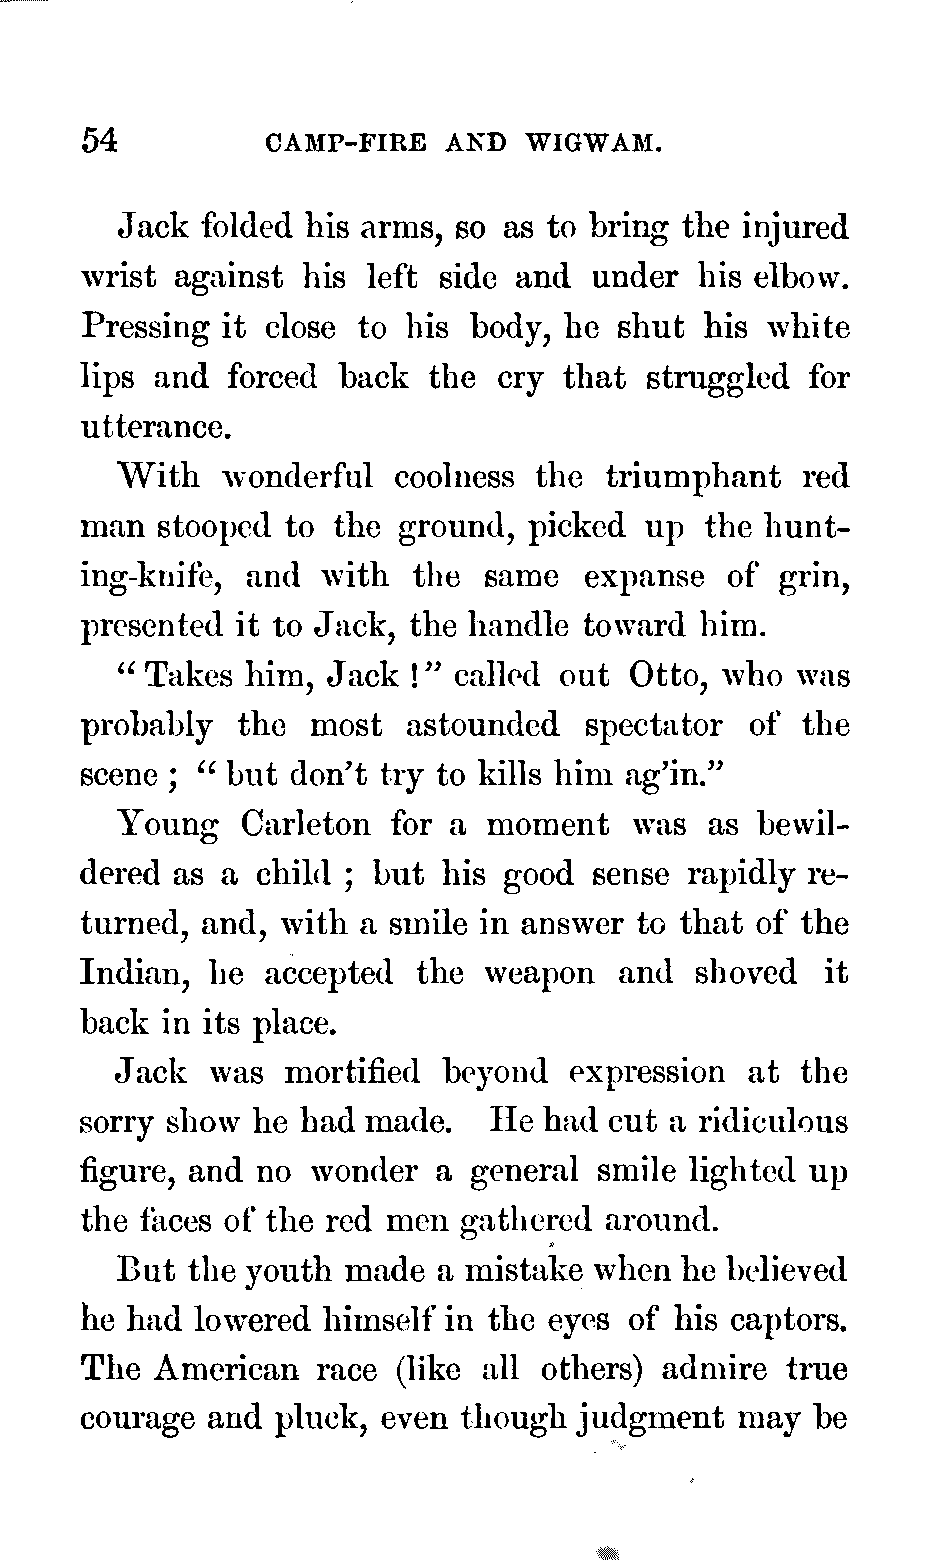 54 CAMP-FIRE AND WIGWAM.
Jack folded his arms, so as to bring the injured
wrist against his left side and under his elbow.
Pressing it close to his body, he shut his white
lips and forced back the cry that struggled for
utterance.
With wonderful coolness the triumphant red
man stooped to the ground, picked up the hunt-
ing-knife, and with the same expanse of grin,
presented it to Jack, the handle toward him.
“Takes him, Jack!” called out Otto, who was
probably the most astounded spectator of the
scene; “but don’t try to kills him ag’in.”
Young Carleton for a moment was as bewil-
dered as a child; but his good sense rapidly re-
turned, and, with a smile in answer to that of the
Indian, he accepted the weapon and shoved it
back in its place.
Jack was mortified beyond expression at the
sorry show he had made. He had cut a ridiculous
figure, and no wonder a general smile lighted up
the faces of the red men gathered around.
But the youth made a mistake when he believed
he had lowered himself in the eyes of his captors.
The American race (like all others) admire true
courage and pluck, even though judgment may be